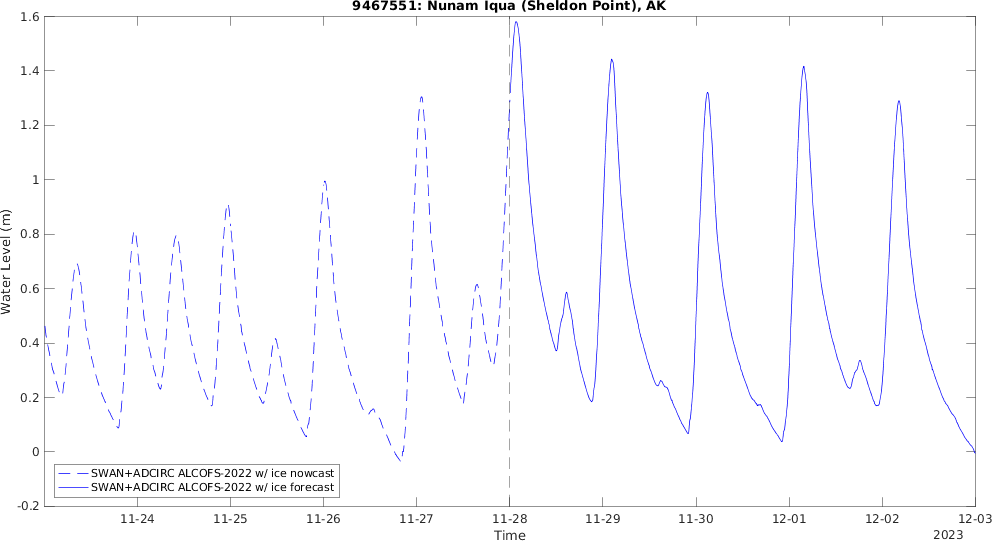 9467551: Nunam Iqua (Sheldon Point), AK
1.6
1.4
1.2
1
0.8
0.6
0.4
0.2
0
-0.2
Water Level (m)
SWAN+ADCIRC ALCOFS-2022 w/ ice nowcast
SWAN+ADCIRC ALCOFS-2022 w/ ice forecast
11-24 11-25 11-26 11-27 11-28 11-29 11-30 12-01 12-02 12-03
Time
2023